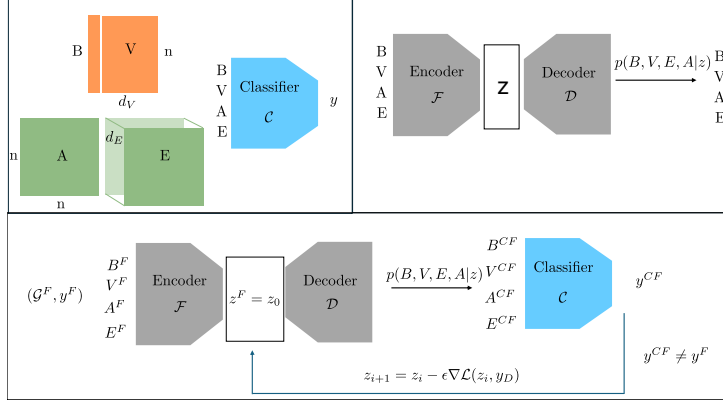 B
V
n
d_V
A
n
n
d_E
E
B
V
A
E
Classifier
𝒞
y
B
V
A
E
Encoder
ℱ
z
Decoder
𝒟
p(B, V, E, A|z)
B
V
A
E
(𝒢^F, y^F)
B^F
V^F
A^F
E^F
Encoder
ℱ
z^F = z_0
Decoder
𝒟
p(B, V, E, A|z)
B^{CF}
V^{CF}
A^{CF}
E^{CF}
Classifier
𝒞
y^{CF}
y^{CF} ≠ y^F
z_{i+1} = z_i − ϵ∇ℒ(z_i, y_D)